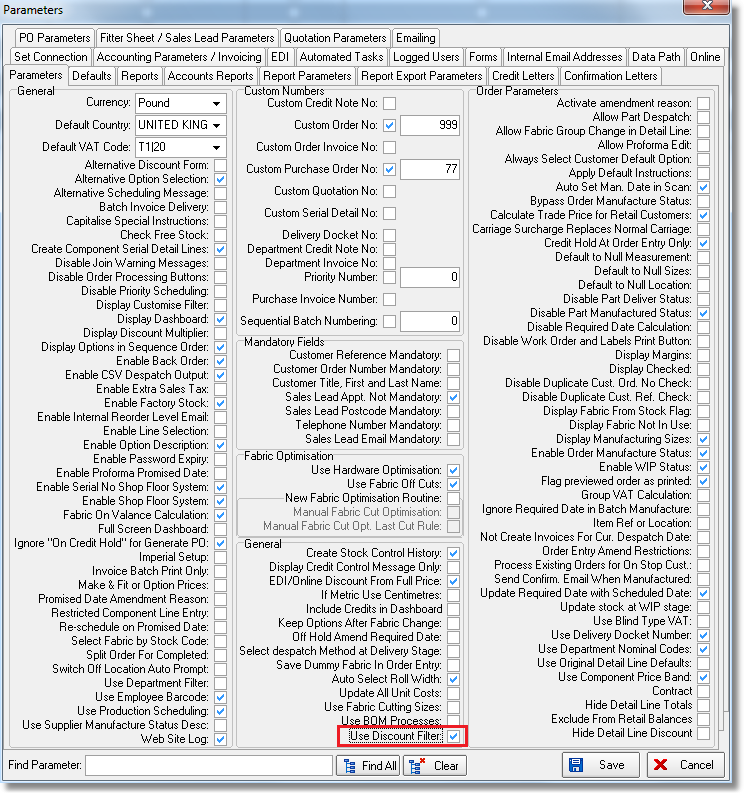 Parameters
PO Parameters Fitter Sheet / Sales Lead Parameters Quotation Parameters Emailing
Set Connection Accounting Parameters / Invoicing EDI Automated Tasks Logged Users Forms Internal Email Addresses Data Path Online
Parameters Defaults Reports Accounts Reports Report Parameters Report Export Parameters Credit Letters Confirmation Letters
General
Currency: Pound
Default Country: UNITED KING
Default VAT Code: T1|20
Alternative Discount Form:
Alternative Option Selection:
Alternative Scheduling Message:
Batch Invoice Delivery:
Capitalise Special Instructions:
Check Free Stock:
Create Component Serial Detail Lines:
Disable Join Warning Messages:
Disable Order Processing Buttons:
Disable Priority Scheduling:
Display Customise Filter:
Display Dashboard:
Display Discount Multiplier:
Display Options in Sequence Order:
Enable Back Order:
Enable CSV Despatch Output:
Enable Extra Sales Tax:
Enable Factory Stock:
Enable Internal Reorder Level Email:
Enable Line Selection:
Enable Option Description:
Enable Password Expiry:
Enable Proforma Promised Date:
Enable Serial No Shop Floor System:
Enable Shop Floor System:
Fabric On Valance Calculation:
Full Screen Dashboard:
Ignore "On Credit Hold" for Generate PO:
Imperial Setup:
Invoice Batch Print Only:
Make & Fit or Option Prices:
Promised Date Amendment Reason:
Restricted Component Line Entry:
Re-schedule on Promised Date:
Select Fabric by Stock Code:
Split Order For Completed:
Switch Off Location Auto Prompt:
Use Department Filter:
Use Employee Barcode:
Use Production Scheduling:
Use Supplier Manufacture Status Desc:
Web Site Log:
Custom Numbers
Custom Credit Note No:
Custom Order No: 999
Custom Order Invoice No:
Custom Purchase Order No: 77
Custom Quotation No:
Custom Serial Detail No:
Delivery Docket No:
Department Credit Note No:
Department Invoice No:
Priority Number: 0
Purchase Invoice Number:
Sequential Batch Numbering: 0
Mandatory Fields
Customer Reference Mandatory:
Customer Order Number Mandatory:
Customer Title, First and Last Name:
Sales Lead Appt. Not Mandatory:
Sales Lead Postcode Mandatory:
Telephone Number Mandatory:
Sales Lead Email Mandatory:
Fabric Optimisation
Use Hardware Optimisation:
Use Fabric Off Cuts:
New Fabric Optimisation Routine:
Manual Fabric Cut Optimisation:
Manual Fabric Cut Opt. Last Cut Rule:
General
Create Stock Control History:
Display Credit Control Message Only:
EDI/Online Discount From Full Price:
If Metric Use Centimetres:
Include Credits in Dashboard
Keep Options After Fabric Change:
Off Hold Amend Required Date:
Select despatch Method at Delivery Stage:
Save Dummy Fabric In Order Entry:
Auto Select Roll Width:
Update All Unit Costs:
Use Fabric Cutting Sizes:
Use BOM Processes:
Use Discount Filter:
Order Parameters
Activate amendment reason:
Allow Part Despatch:
Allow Fabric Group Change in Detail Line:
Allow Proforma Edit:
Always Select Customer Default Option:
Apply Default Instructions:
Auto Set Man. Date in Scan:
Bypass Order Manufacture Status:
Calculate Trade Price for Retail Customers:
Carriage Surcharge Replaces Normal Carriage:
Credit Hold At Order Entry Only:
Default to Null Measurement:
Default to Null Sizes:
Default to Null Location:
Disable Part Deliver Status:
Disable Part Manufactured Status:
Disable Required Date Calculation:
Disable Work Order and Labels Print Button:
Display Margins:
Display Checked:
Disable Duplicate Cust. Ord. No Check:
Disable Duplicate Cust. Ref. Check:
Display Fabric From Stock Flag:
Display Fabric Not In Use:
Display Manufacturing Sizes:
Enable Order Manufacture Status:
Enable WIP Status:
Flag previewed order as printed:
Group VAT Calculation:
Ignore Required Date in Batch Manufacture:
Item Ref or Location:
Not Create Invoices For Cur. Despatch Date:
Order Entry Amend Restrictions:
Process Existing Orders for On Stop Cust.:
Send Confirm. Email When Manufactured:
Update Required Date with Scheduled Date:
Update stock at WIP stage:
Use Blind Type VAT:
Use Delivery Docket Number:
Use Department Nominal Codes:
Use Original Detail Line Defaults:
Use Component Price Band:
Contract
Hide Detail Line Totals
Exclude From Retail Balances
Hide Detail Line Discount
Find Parameter: Find All Clear Save Cancel